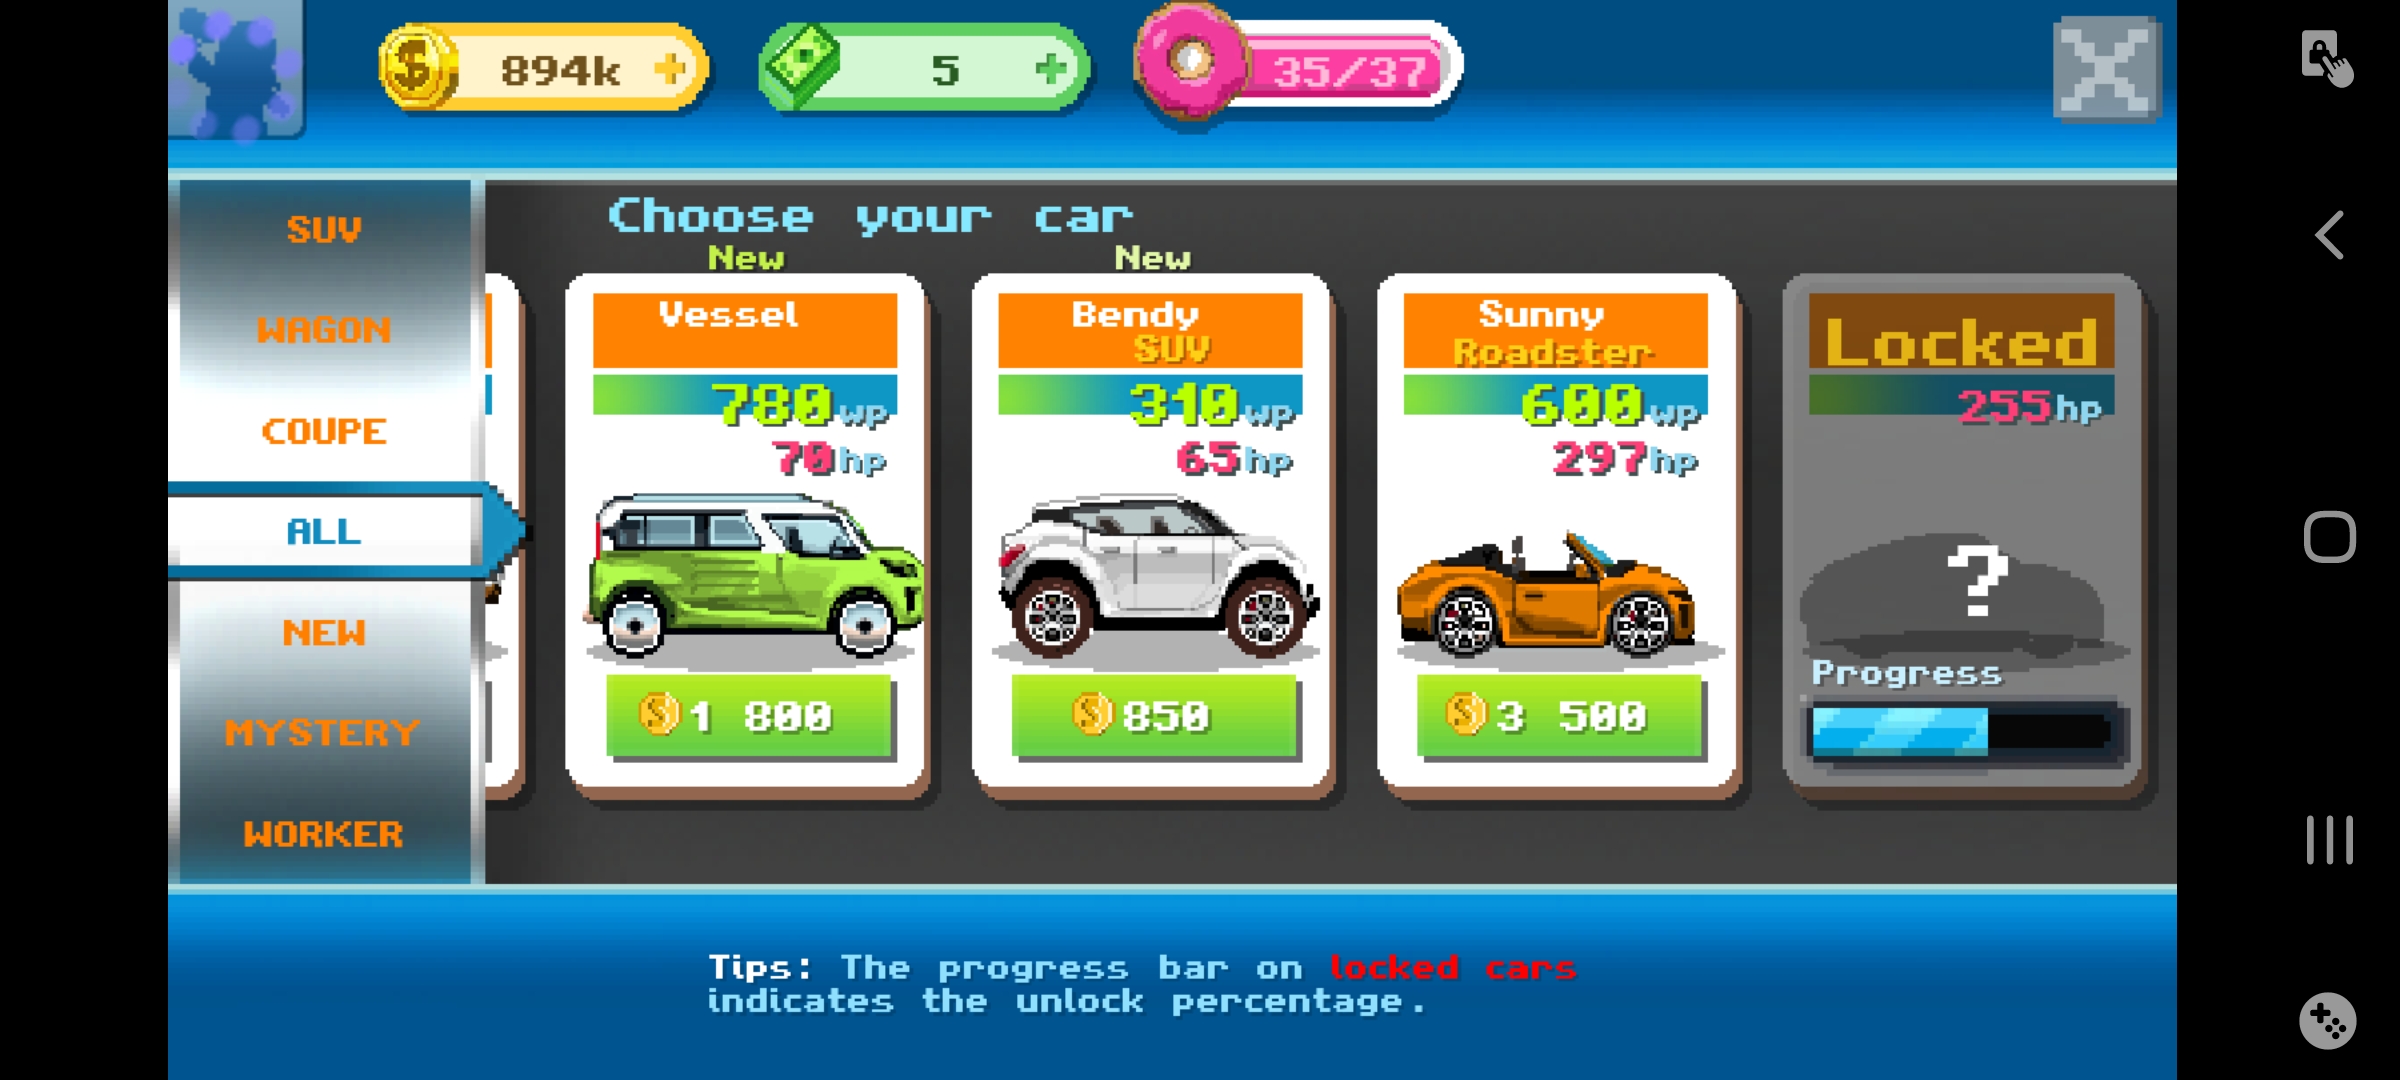 894k
5
35/37
SUV
WAGON
COUPE
ALL
NEW
MYSTERY
WORKER
Choose your car
New
Vessel
780wp
70hp
1 800
New
Bendy
SUV
310wp
65hp
850
Sunny
Roadster
600wp
297hp
3 500
Locked
255hp
?
Progress
Tips: The progress bar on locked cars
indicates the unlock percentage.